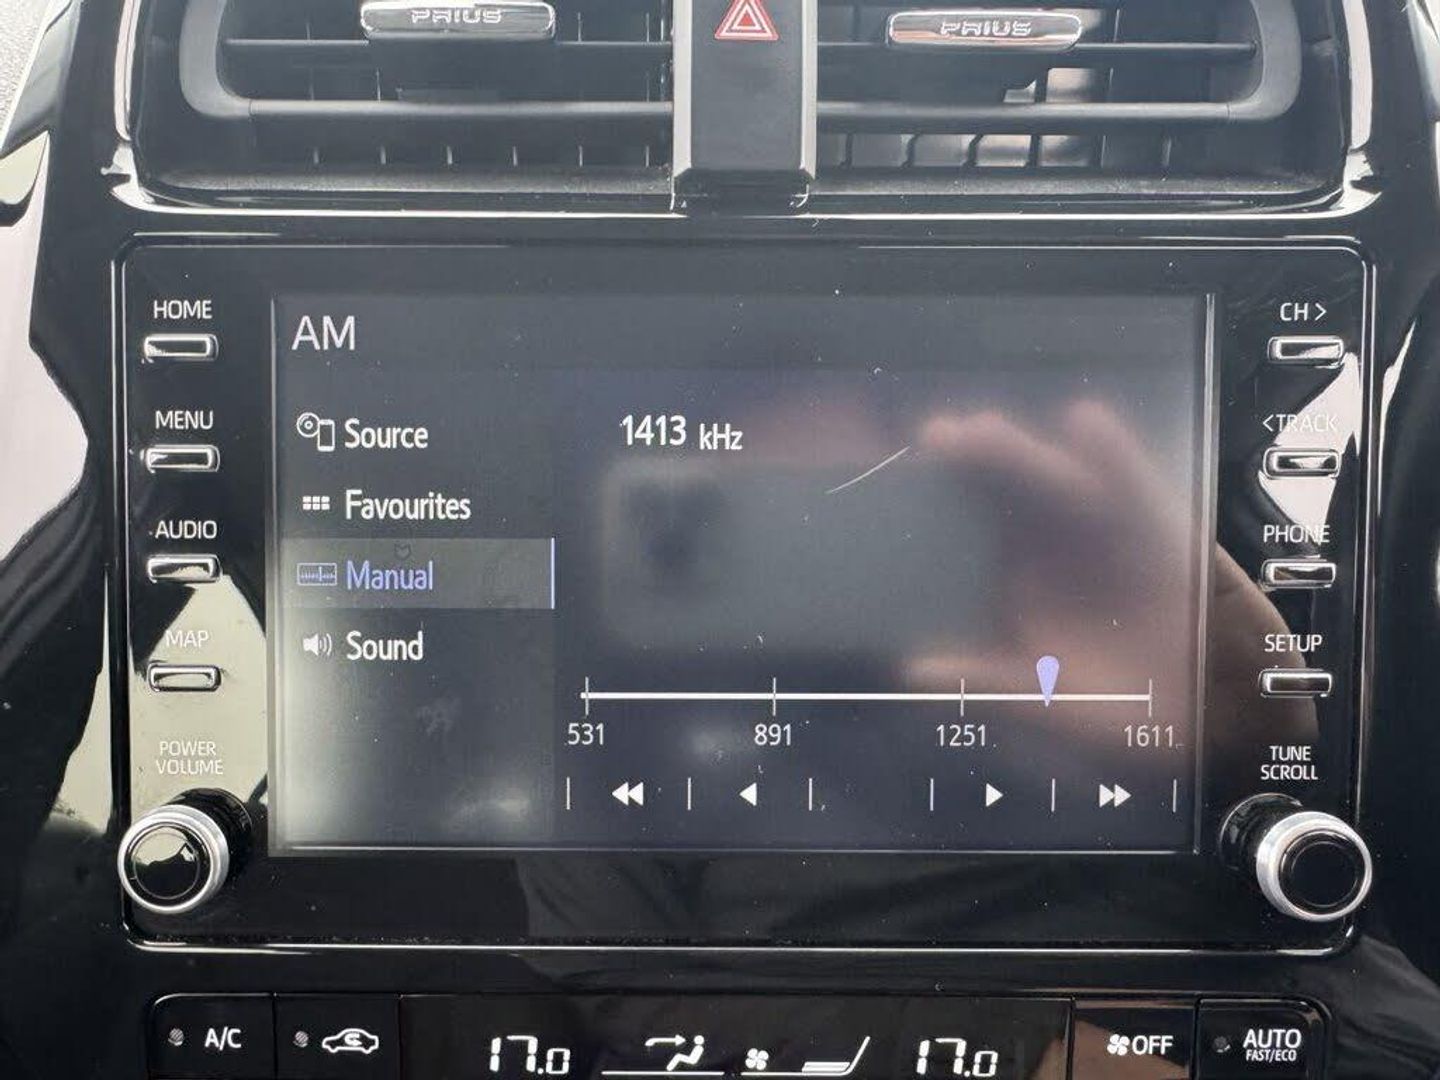 PRIUS
PRIUS
HOME
MENU
AUDIO
MAP
POWER
VOLUME
AM
Source
Favourites
Manual
Sound
1413 kHz
531 891 1251 1611
CH >
<TRACK
PHONE
SETUP
TUNE
SCROLL
A/C
17.0
17.0
OFF
AUTO
FAST/ECO